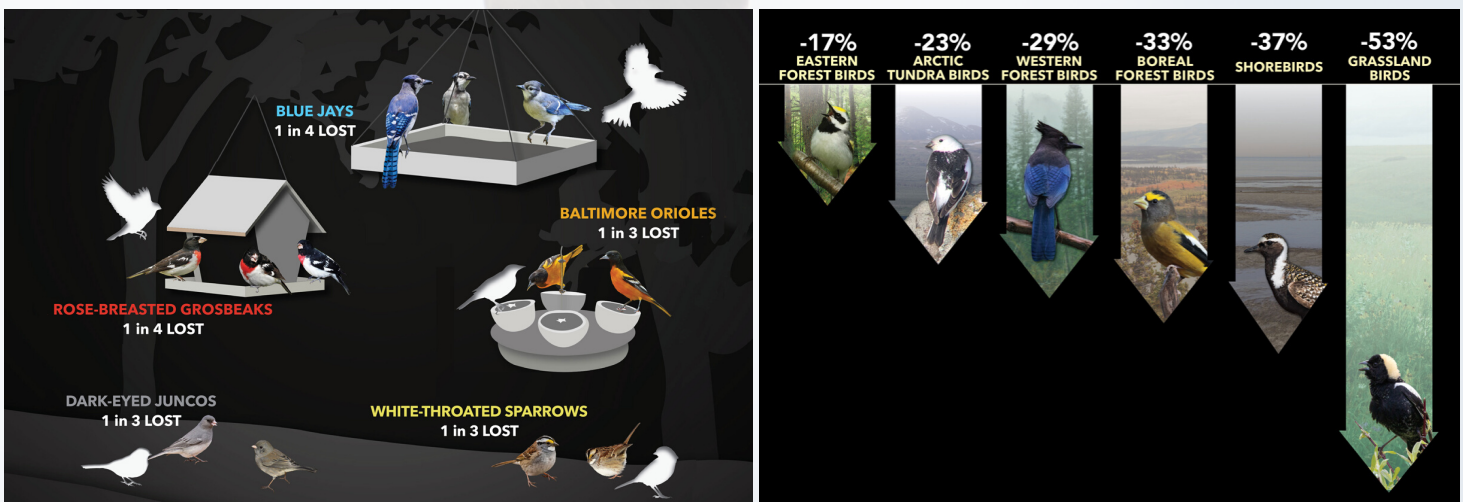 BLUE JAYS
1 in 4 LOST
BALTIMORE ORIOLES
1 in 3 LOST
ROSE-BREASTED GROSBEAKS
1 in 4 LOST
DARK-EYED JUNCOS
1 in 3 LOST
WHITE-THROATED SPARROWS
1 in 3 LOST
-17%
EASTERN
FOREST BIRDS
-23%
ARCTIC
TUNDRA BIRDS
-29%
WESTERN
FOREST BIRDS
-33%
BOREAL
FOREST BIRDS
-37%
SHOREBIRDS
-53%
GRASSLAND
BIRDS